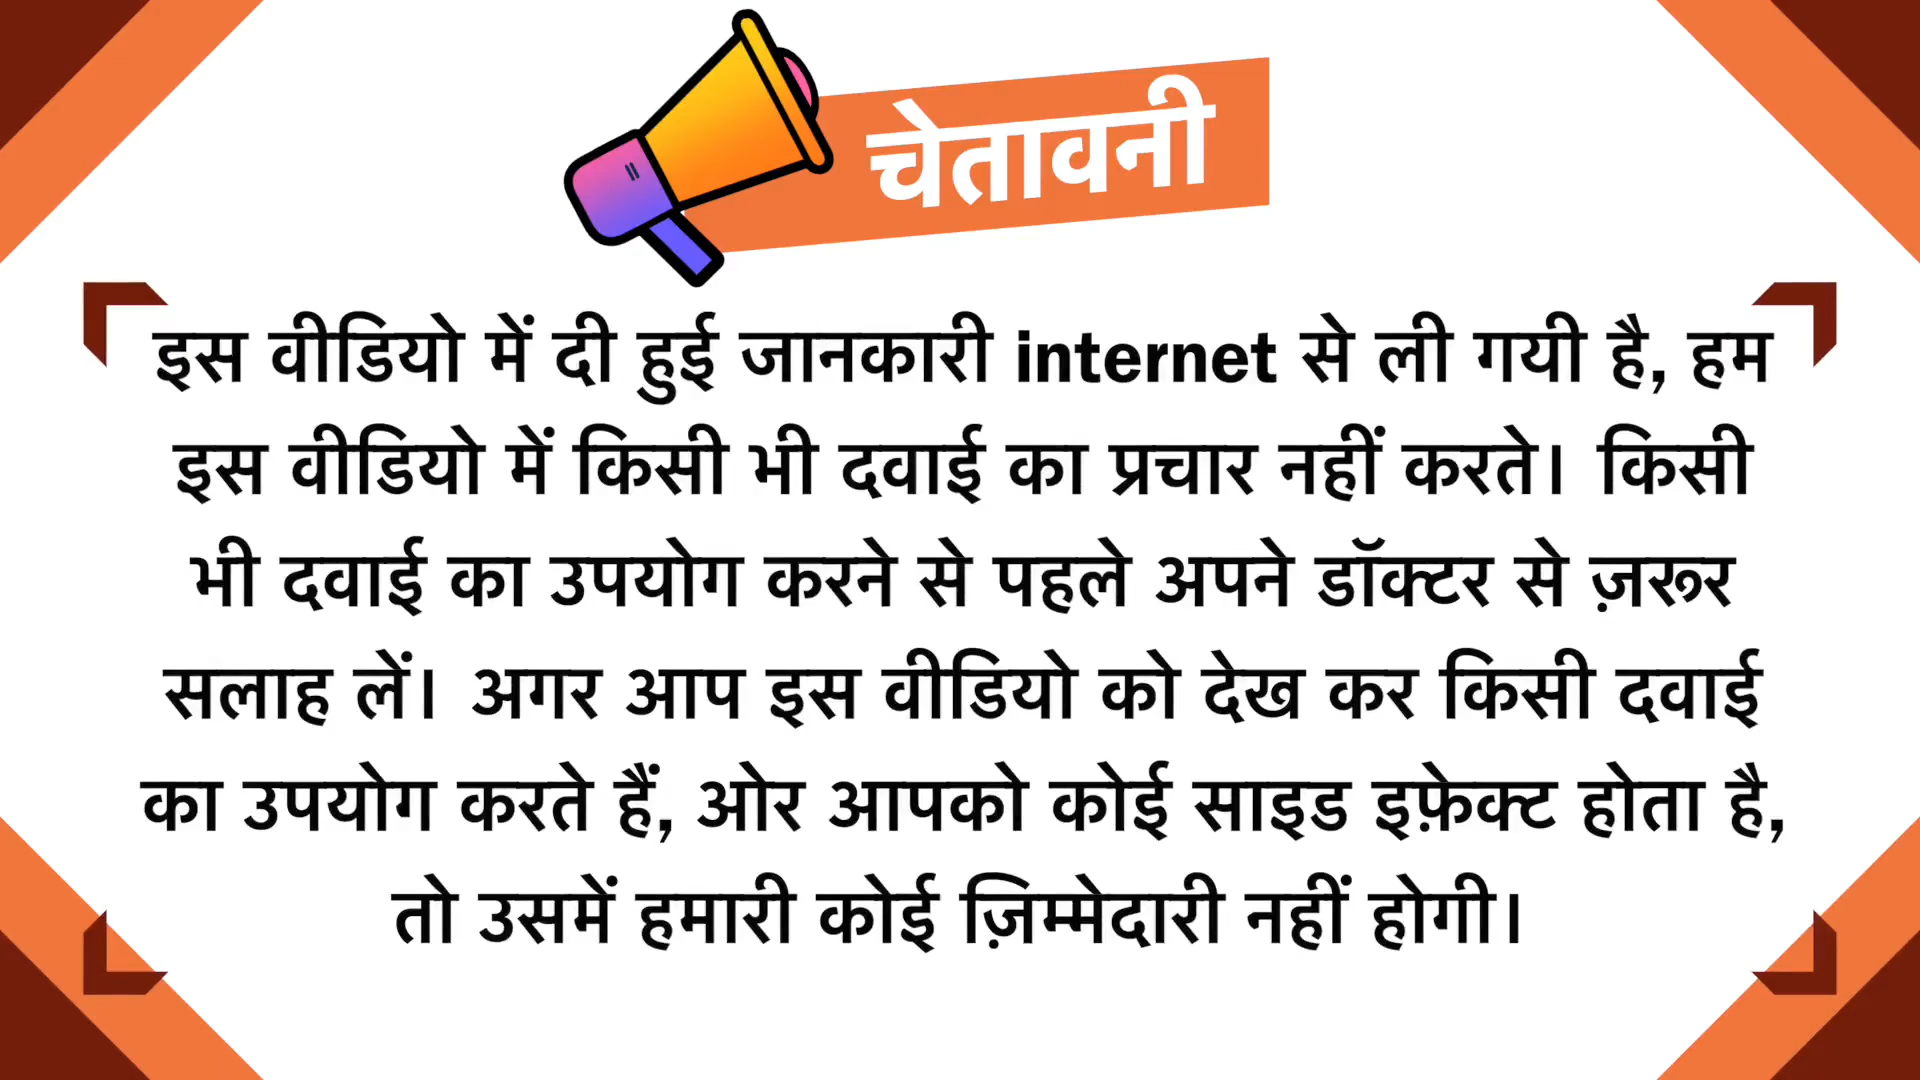 चेतावनी
इस वीडियो में दी हुई जानकारी internet से ली गयी है, हम
इस वीडियो में किसी भी दवाई का प्रचार नहीं करते। किसी
भी दवाई का उपयोग करने से पहले अपने डॉक्टर से ज़रूर
सलाह लें। अगर आप इस वीडियो को देख कर किसी दवाई
का उपयोग करते हैं, ओर आपको कोई साइड इफ़ेक्ट होता है,
तो उसमें हमारी कोई ज़िम्मेदारी नहीं होगी।